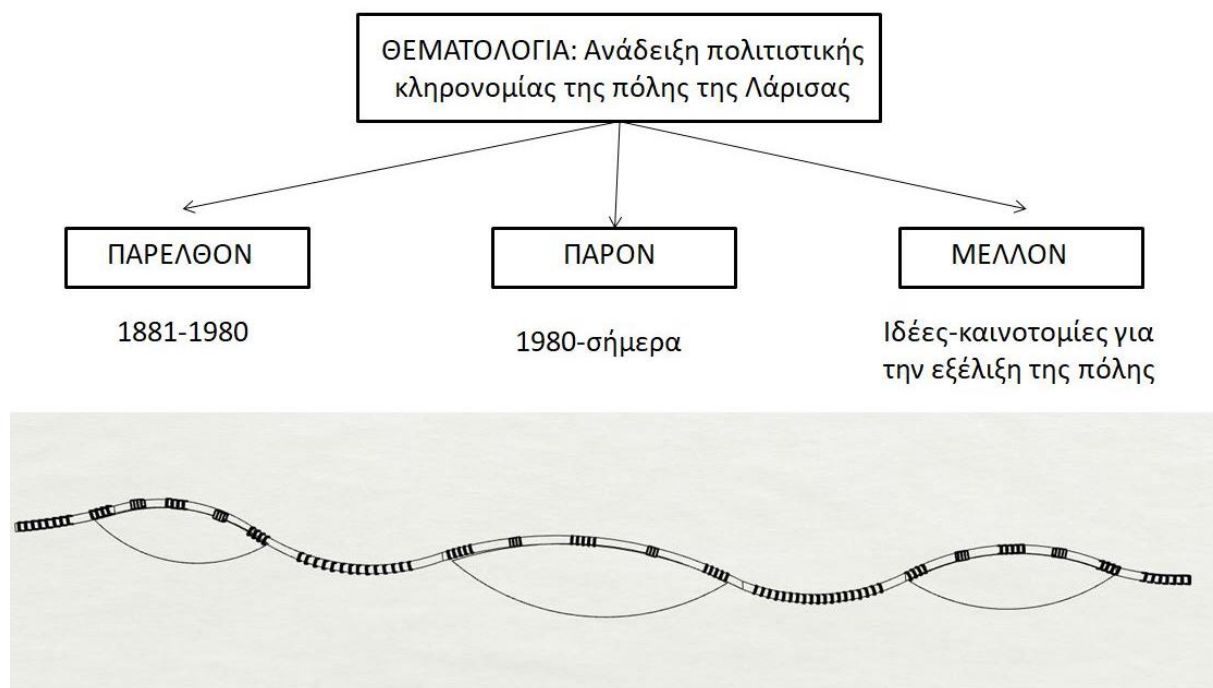 ΘΕΜΑΤΟΛΟΓΙΑ: Ανάδειξη πολιτιστικής
κληρονομίας της πόλης της Λάρισας
ΠΑΡΕΛΘΟΝ
1881-1980
ΠΑΡΟΝ
1980-σήμερα
ΜΕΛΛΟΝ
Ιδέες-καινοτομίες για
την εξέλιξη της πόλης